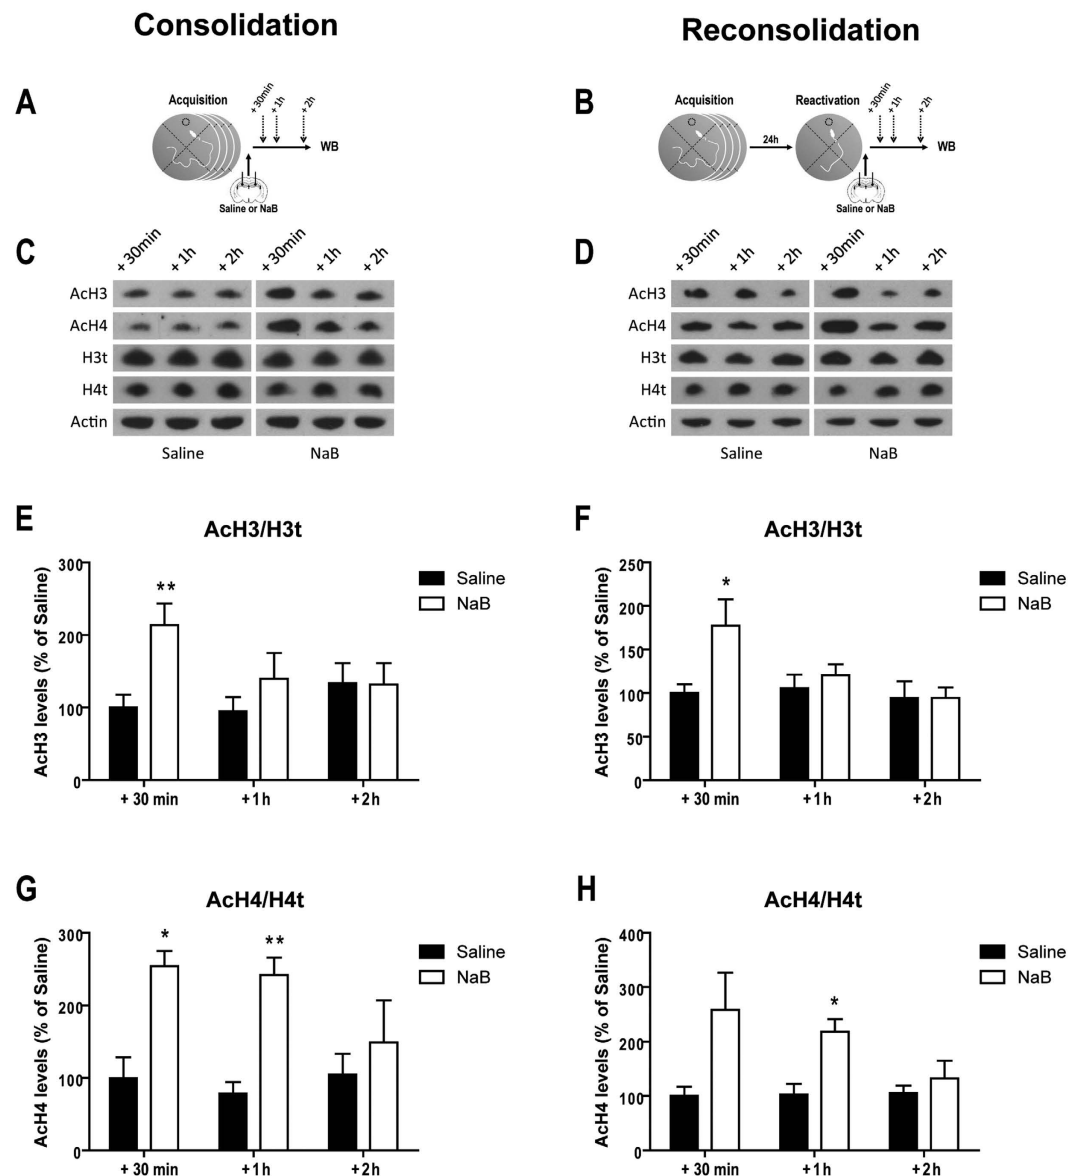 Consolidation
Reconsolidation
A
Acquisition
+ 30min
+ 1h
+ 2h
WB
Saline or NaB
B
Acquisition
24h
Reactivation
+ 30min
+ 1h
+ 2h
WB
Saline or NaB
C
+ 30min
+ 1h
+ 2h
+ 30min
+ 1h
+ 2h
AcH3
AcH4
H3t
H4t
Actin
Saline
NaB
D
+ 30min
+ 1h
+ 2h
+ 30min
+ 1h
+ 2h
AcH3
AcH4
H3t
H4t
Actin
Saline
NaB
E
AcH3/H3t
AcH3 levels (% of Saline)
300
200
100
0
**
+ 30 min
+ 1 h
+ 2 h
Saline
NaB
F
AcH3/H3t
AcH3 levels (% of Saline)
250
200
150
100
50
0
*
+ 30 min
+ 1 h
+ 2 h
Saline
NaB
G
AcH4/H4t
AcH4 levels (% of Saline)
300
200
100
0
*
**
+ 30 min
+ 1 h
+ 2 h
Saline
NaB
H
AcH4/H4t
AcH4 levels (% of Saline)
400
300
200
100
0
*
+ 30 min
+ 1 h
+ 2 h
Saline
NaB